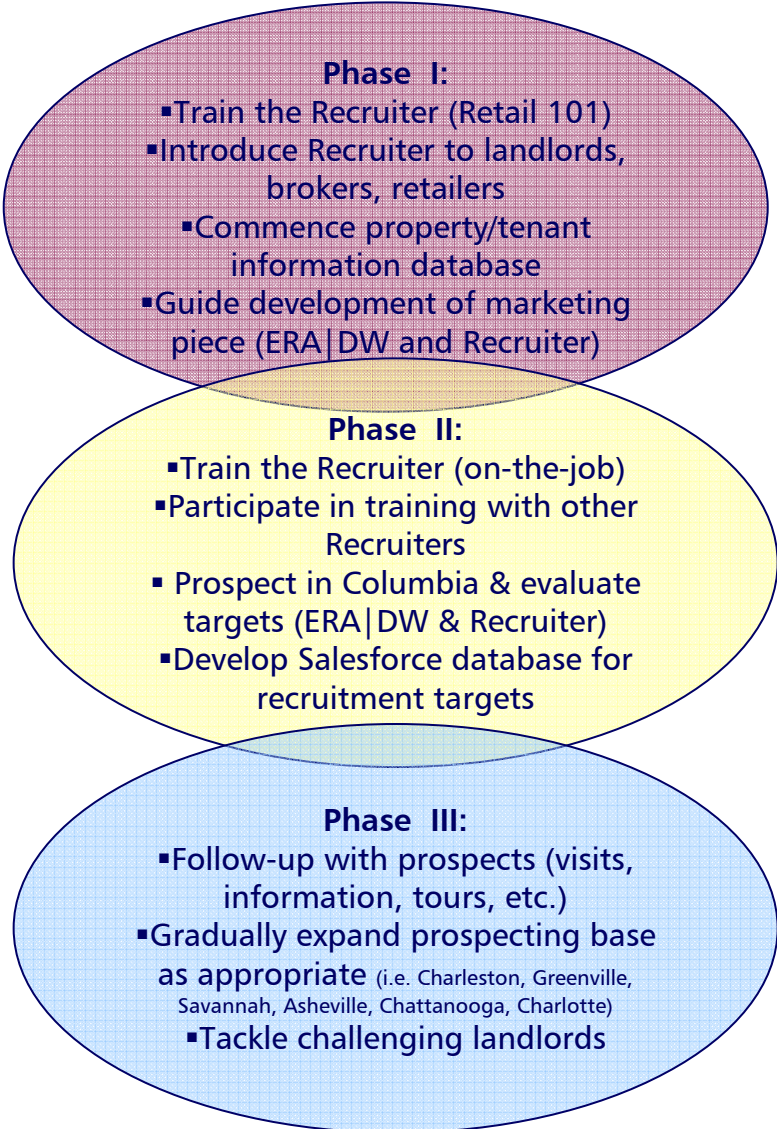 Phase I:
▪Train the Recruiter (Retail 101)
▪Introduce Recruiter to landlords,
brokers, retailers
▪Commence property/tenant
information database
▪Guide development of marketing
piece (ERA|DW and Recruiter)
Phase II:
▪Train the Recruiter (on-the-job)
▪Participate in training with other
Recruiters
▪ Prospect in Columbia & evaluate
targets (ERA|DW & Recruiter)
▪Develop Salesforce database for
recruitment targets
Phase III:
▪Follow-up with prospects (visits,
information, tours, etc.)
▪Gradually expand prospecting base
as appropriate (i.e. Charleston, Greenville,
Savannah, Asheville, Chattanooga, Charlotte)
▪Tackle challenging landlords